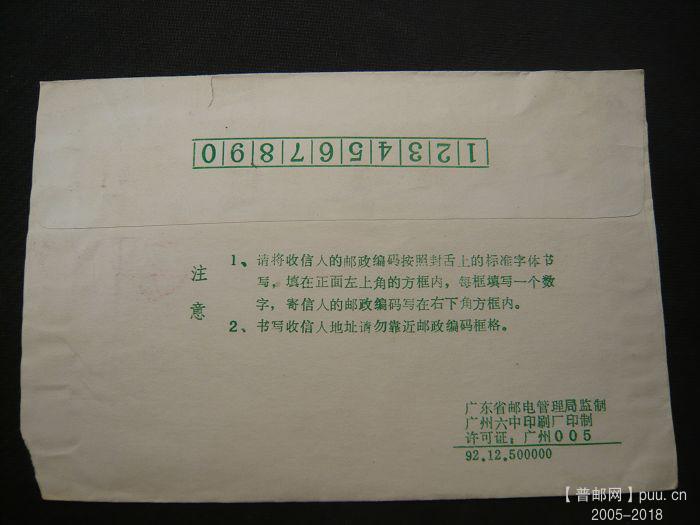 1234567890
注意
1、请将收信人的邮政编码按照封舌上的标准字体书
写，填在正面左上角的方框内，每框填写一个数
字，寄信人的邮政编码写在右下角方框内。
2、书写收信人地址请勿靠近邮政编码框格。
广东省邮电管理局监制
广州六中印刷厂印制
许可证：广州005
92.12.500000
【普邮网】puu.cn
2005-2018